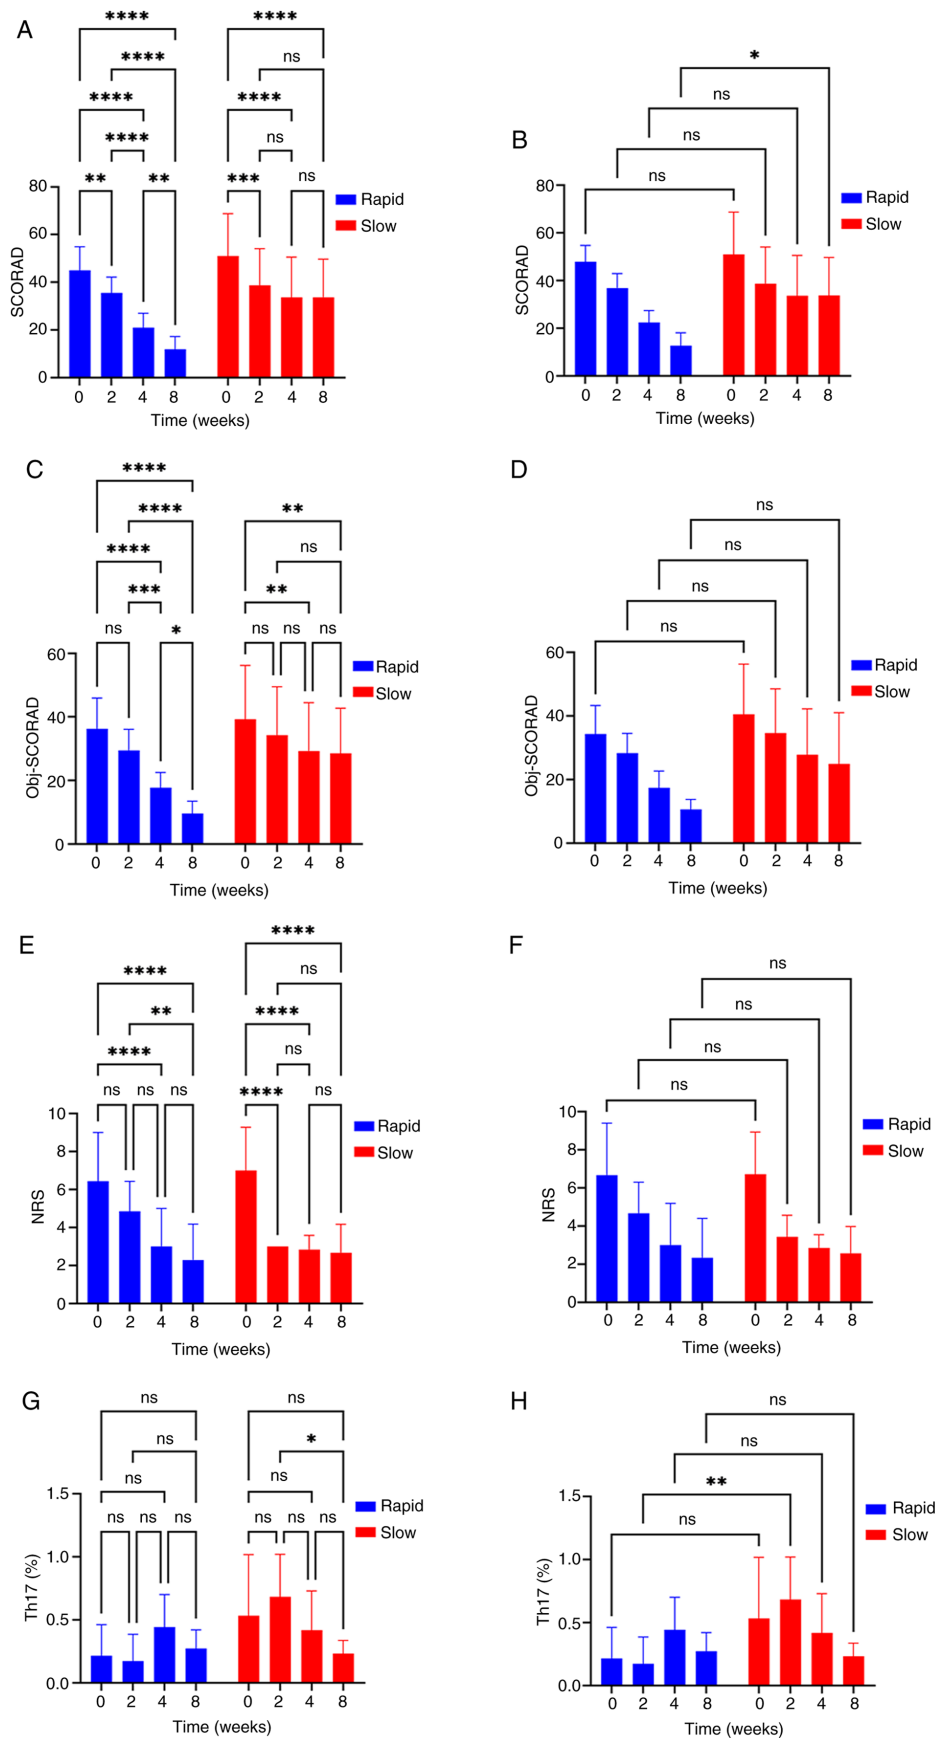 A
****
****
****
ns
****
****
****
ns
**
**
***
ns
80
60
40
20
0
SCORAD
Rapid
Slow
0 2 4 8 0 2 4 8
Time (weeks)
B
*
ns
ns
ns
80
60
40
20
0
SCORAD
Rapid
Slow
0 2 4 8 0 2 4 8
Time (weeks)
C
****
****
**
****
ns
***
**
ns
*
ns
ns
ns
60
40
20
0
Obj-SCORAD
Rapid
Slow
0 2 4 8 0 2 4 8
Time (weeks)
D
ns
ns
ns
ns
60
40
20
0
Obj-SCORAD
Rapid
Slow
0 2 4 8 0 2 4 8
Time (weeks)
E
****
****
ns
**
****
****
ns
ns
ns
ns
****
ns
10
8
6
4
2
0
NRS
Rapid
Slow
0 2 4 8 0 2 4 8
Time (weeks)
F
ns
ns
ns
ns
10
8
6
4
2
0
NRS
Rapid
Slow
0 2 4 8 0 2 4 8
Time (weeks)
G
ns
ns
ns
*
ns
ns
ns
ns
ns
ns
ns
ns
1.5
1.0
0.5
0.0
Th17 (%)
Rapid
Slow
0 2 4 8 0 2 4 8
Time (weeks)
H
ns
ns
**
ns
1.5
1.0
0.5
0.0
Th17 (%)
Rapid
Slow
0 2 4 8 0 2 4 8
Time (weeks)